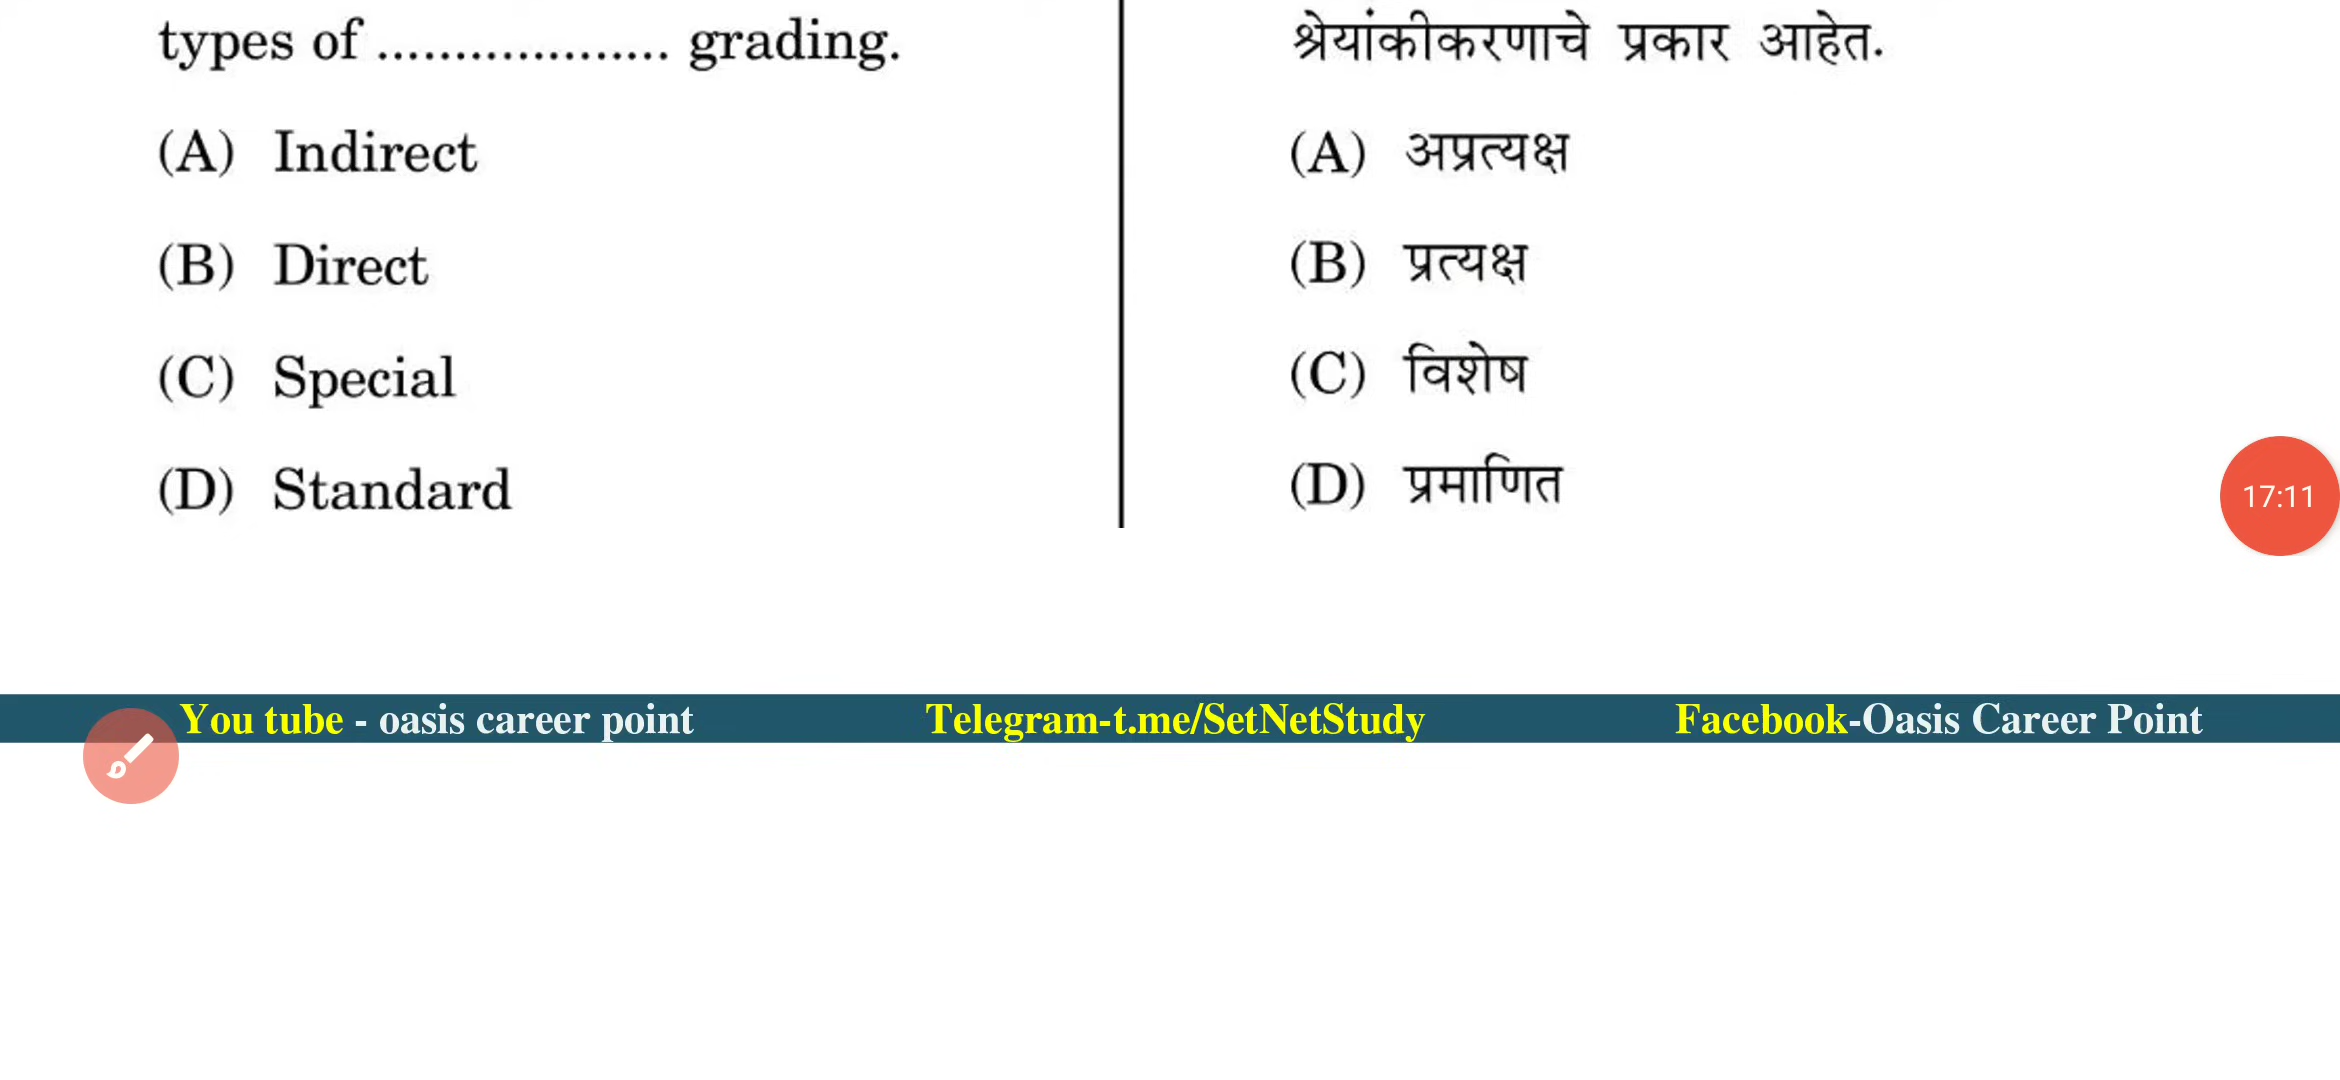 types of ................... grading.
(A) Indirect
(B) Direct
(C) Special
(D) Standard
श्रेयांकीकरणाचे प्रकार आहेत.
(A) अप्रत्यक्ष
(B) प्रत्यक्ष
(C) विशेष
(D) प्रमाणित
17:11
You tube - oasis career point
Telegram-t.me/SetNetStudy
Facebook-Oasis Career Point